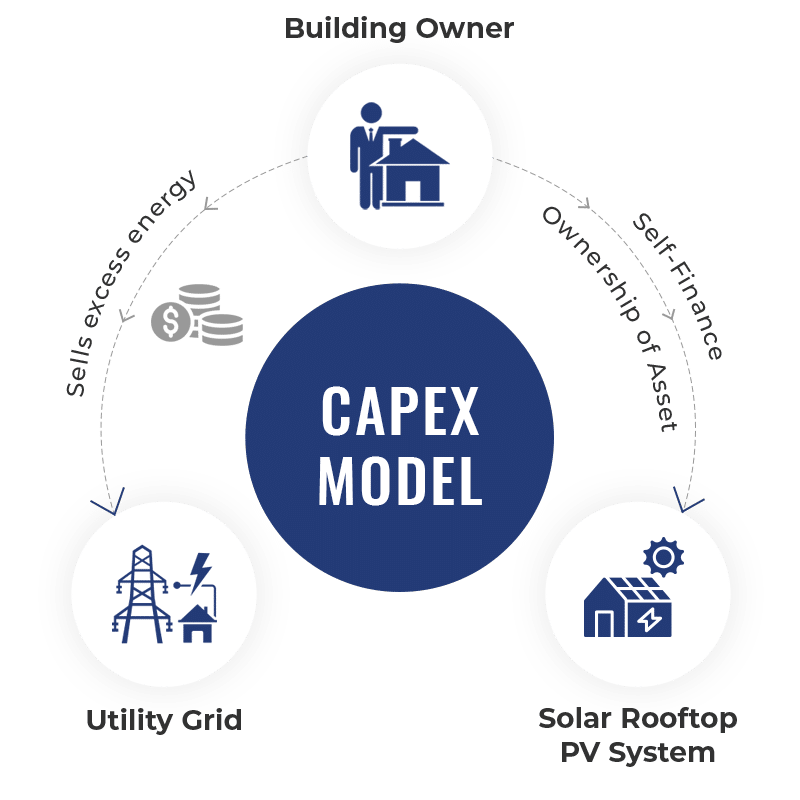 Building Owner
Sells excess energy
Self-Finance
Ownership of Asset
$
CAPEX
MODEL
Utility Grid
Solar Rooftop
PV System